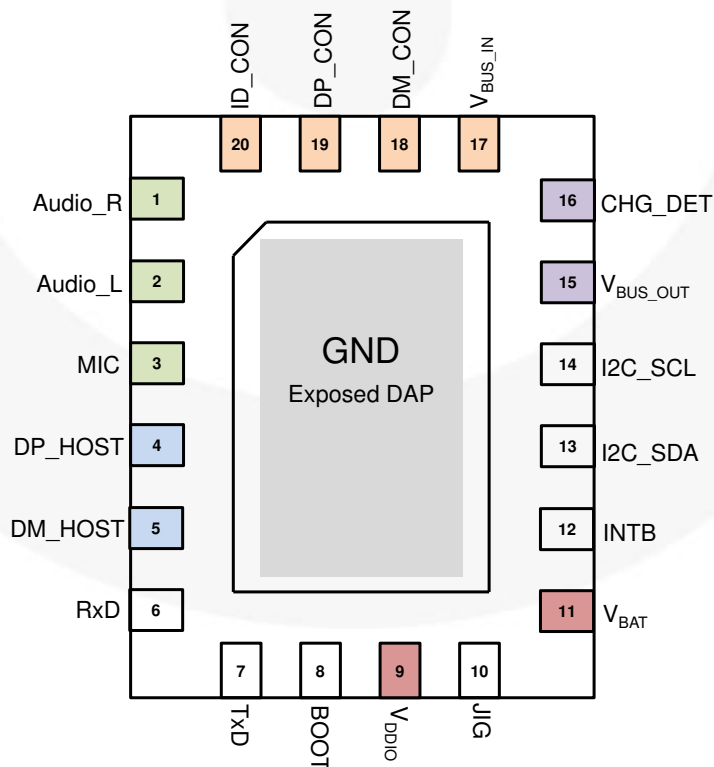 ID_CON
DP_CON
DM_CON
VBUS_IN
20
19
18
17
Audio_R
1
16
CHG_DET
Audio_L
2
15
VBUS_OUT
MIC
3
GND
Exposed DAP
14
I2C_SCL
DP_HOST
4
13
I2C_SDA
DM_HOST
5
12
INTB
RxD
6
11
VBAT
7
8
9
10
TxD
BOOT
VDDIO
JIG